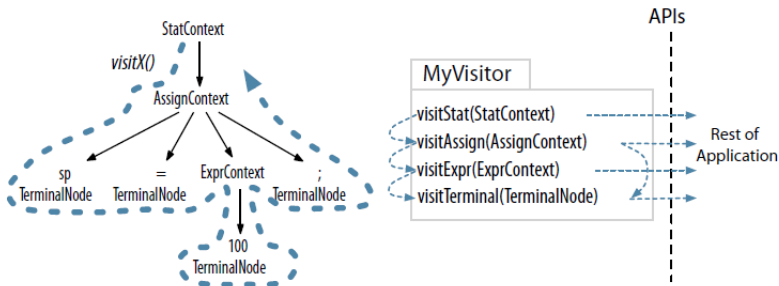 APIs
StatContext
visitX()
AssignContext
sp
TerminalNode
=
TerminalNode
ExprContext
;
TerminalNode
100
TerminalNode
MyVisitor
visitStat(StatContext)
visitAssign(AssignContext)
visitExpr(ExprContext)
visitTerminal(TerminalNode)
Rest of
Application